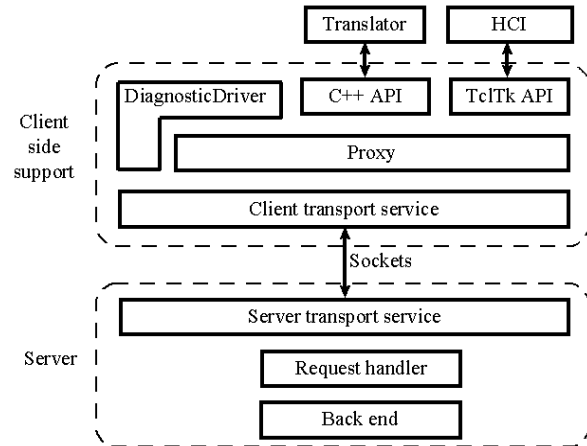 Translator
HCI
DiagnosticDriver
C++ API
TclTk API
Client
side
support
Proxy
Client transport service
Sockets
Server transport service
Server
Request handler
Back end